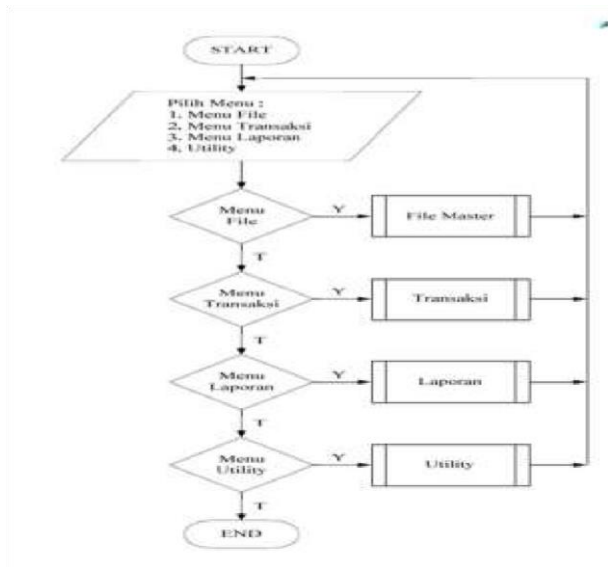 START
Pilih Menu :
1. Menu File
2. Menu Transaksi
3. Menu Laporan
4. Utility
Menu
File
Y
File Master
T
Menu
Transaksi
Y
Transaksi
T
Menu
Laporan
Y
Laporan
T
Menu
Utility
Y
Utility
T
END